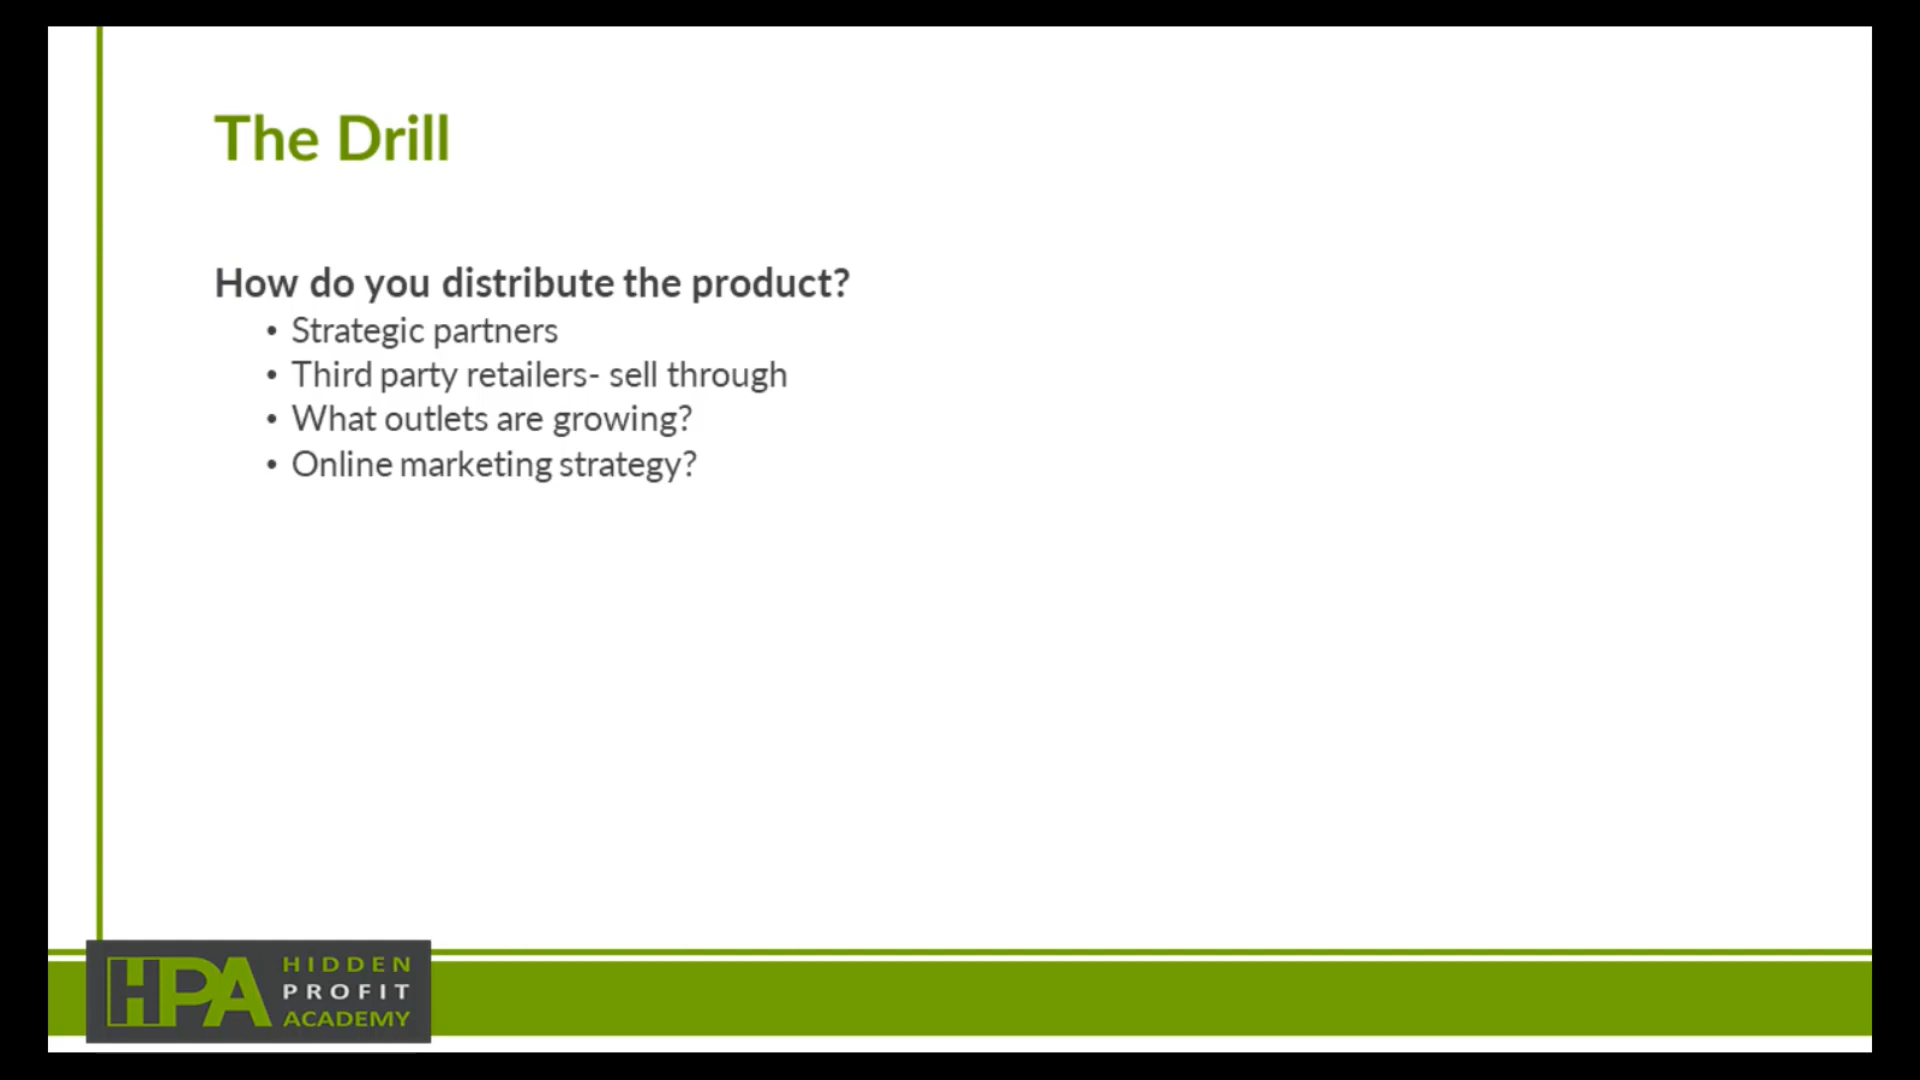 The Drill
How do you distribute the product?
• Strategic partners
• Third party retailers- sell through
• What outlets are growing?
• Online marketing strategy?
HPA
HIDDEN
PROFIT
ACADEMY